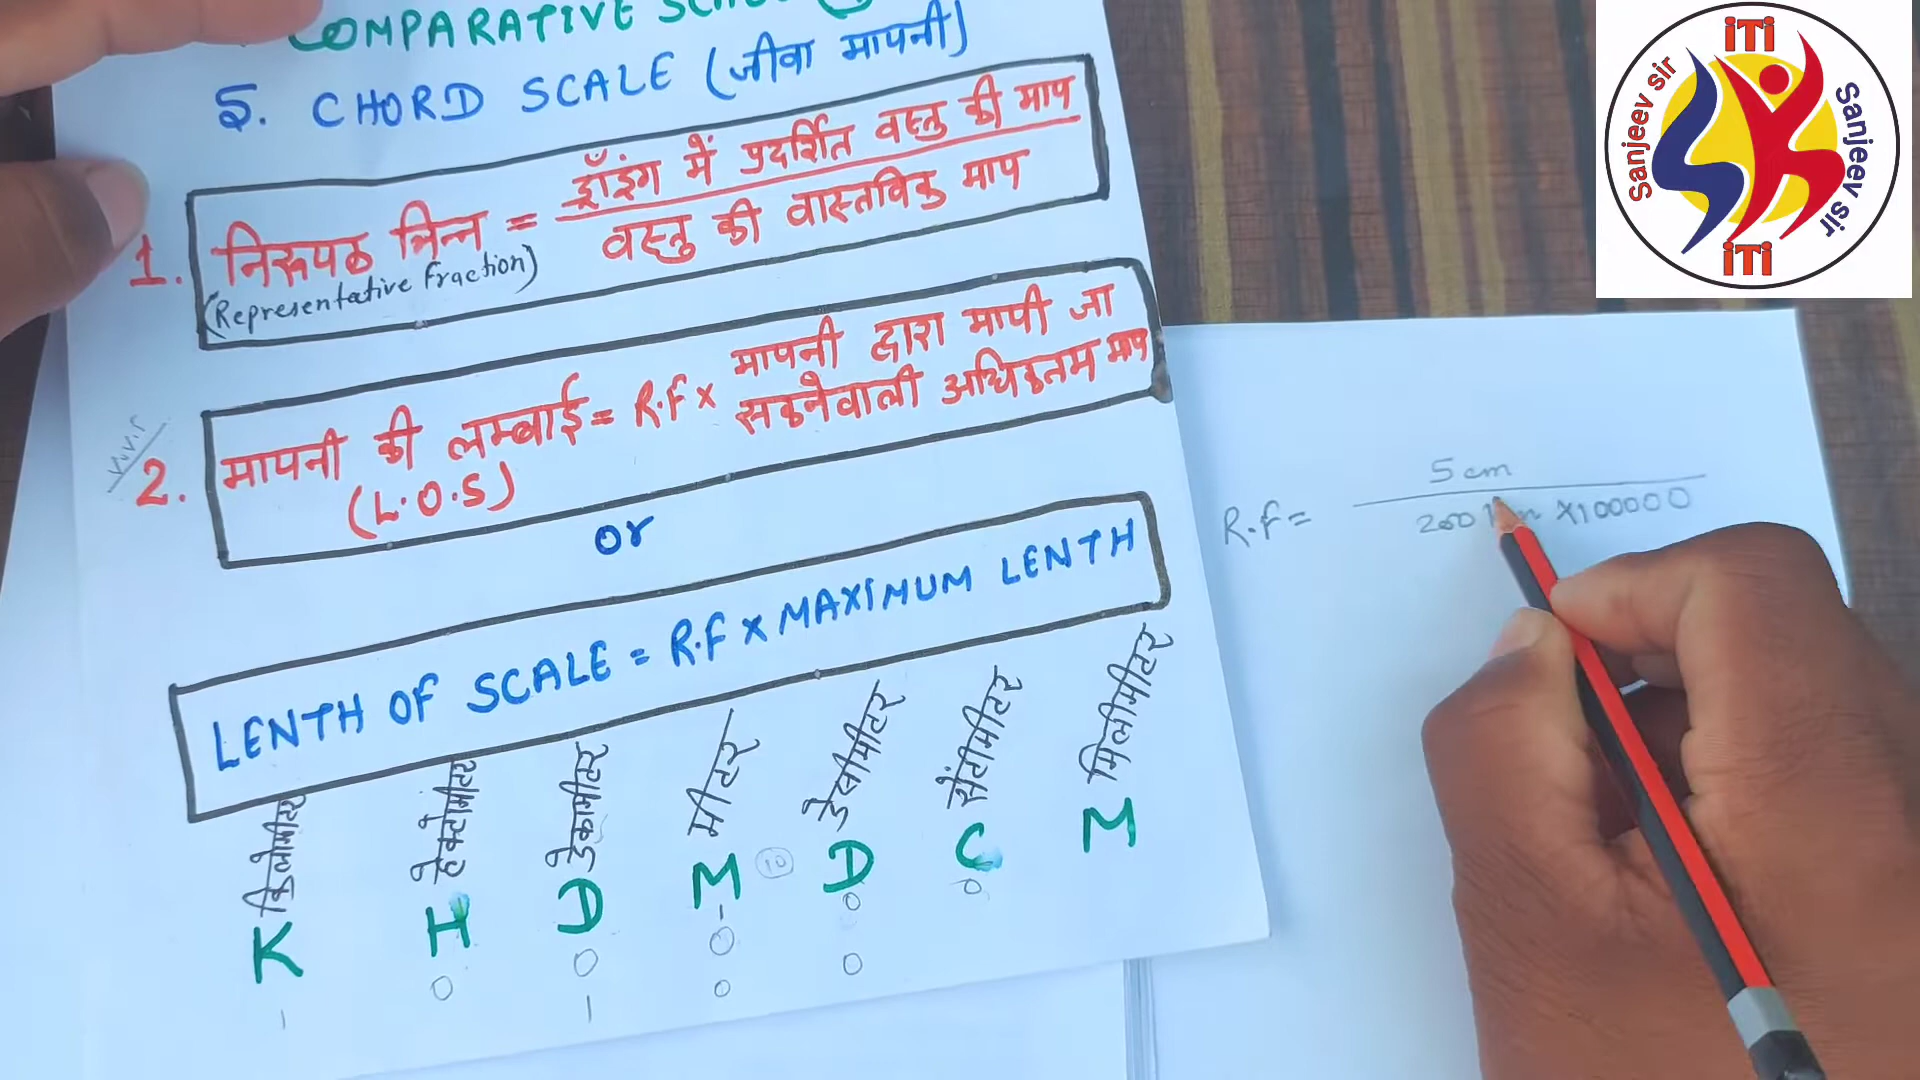 COMPARATIVE
5. CHORD SCALE (जीवा मापनी)
1. निरूपक भिन्न = ड्रॉइंग में प्रदर्शित वस्तु की माप
वस्तु की वास्तविक माप
(Representative fraction)
2. मापनी की लम्बाई = R.F × मापनी द्वारा मापी जा
सकनेवाली अधिकतम माप
(L.O.S)
or
LENTH OF SCALE = R.F × MAXIMUM LENTH
किलोमीटर हेक्टोमीटर डेकामीटर मीटर डेसीमीटर सेंटीमीटर मिलीमीटर
K H D M 10 D C M
R.F =
5 cm
200 ×100000
iTi
Sanjeev sir
Sanjeev sir
iTi